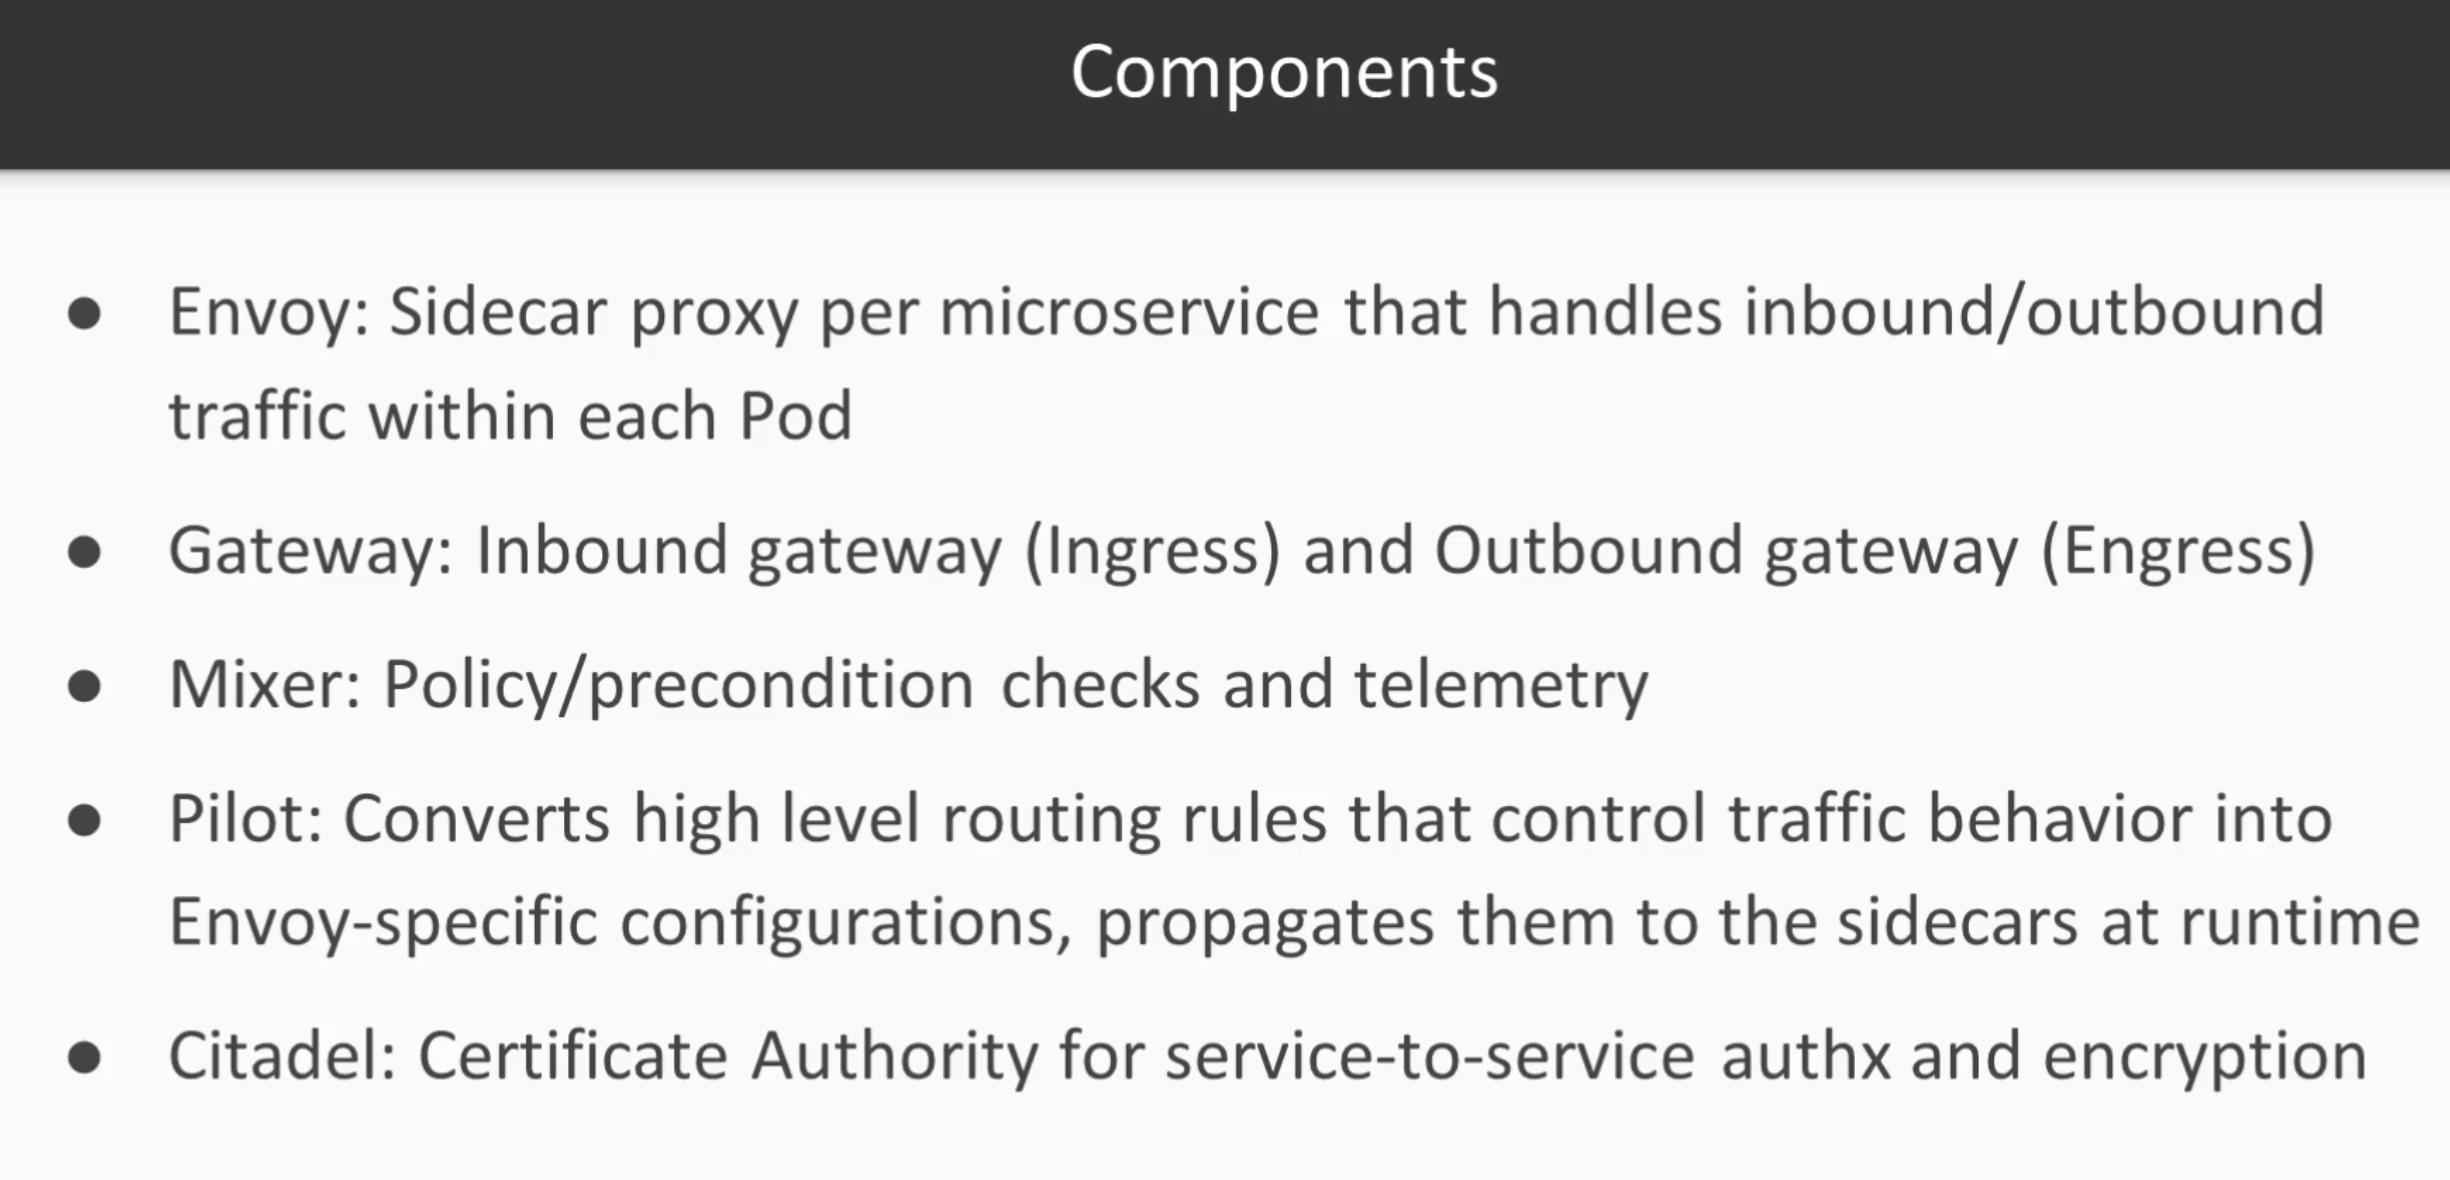 Components
● Envoy: Sidecar proxy per microservice that handles inbound/outbound
traffic within each Pod
● Gateway: Inbound gateway (Ingress) and Outbound gateway (Engress)
● Mixer: Policy/precondition checks and telemetry
● Pilot: Converts high level routing rules that control traffic behavior into
Envoy-specific configurations, propagates them to the sidecars at runtime
● Citadel: Certificate Authority for service-to-service authx and encryption